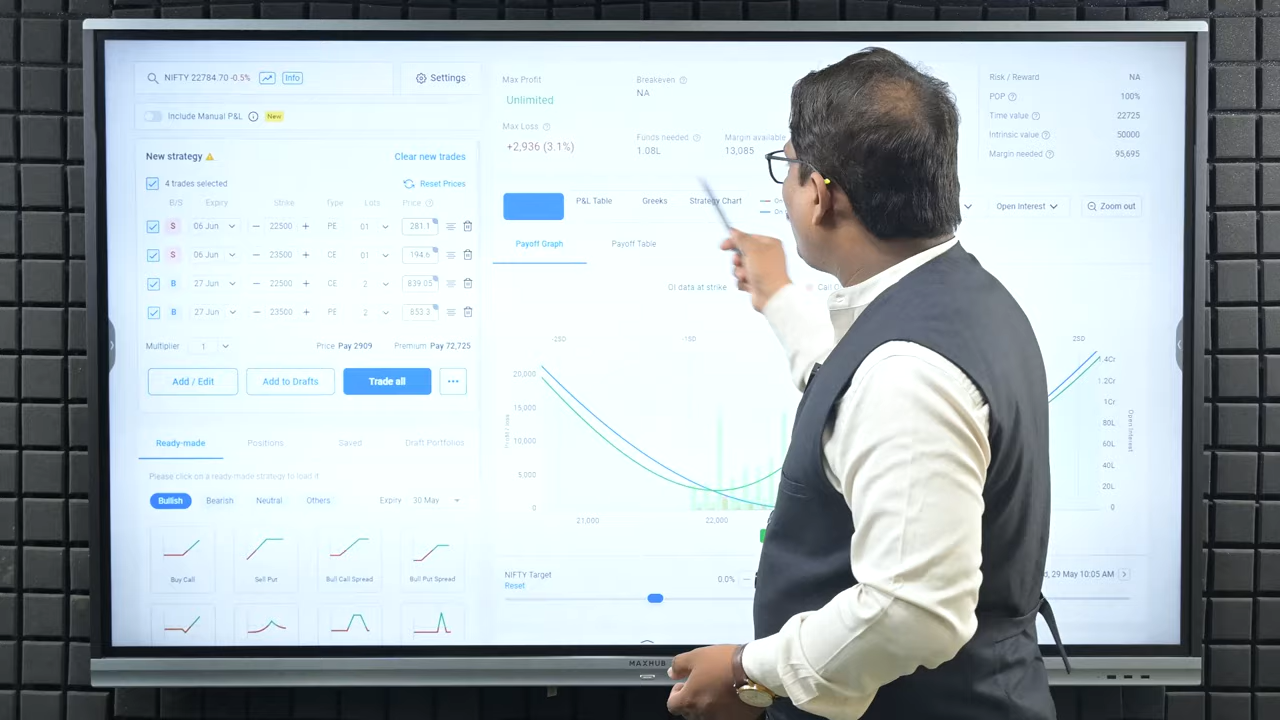 NIFTY 22784.70 -0.5% Info
Settings
Include Manual P&L New
New strategy
Clear new trades
4 trades selected
Reset Prices
B/S Expiry Strike Type Lots Price
S 06 Jun 22500 PE 01 281.1
S 06 Jun 23500 CE 01 194.6
B 27 Jun 22500 CE 2 839.05
B 27 Jun 23500 PE 2 853.3
Multiplier 1 Price Pay 2909 Premium Pay 72,725
Add / Edit
Add to Drafts
Trade all
Ready-made Positions Saved Draft Portfolios
Please click on a ready-made strategy to load it
Bullish Bearish Neutral Others Expiry 30 May
Buy Call
Sell Put
Bull Call Spread
Bull Put Spread
Max Profit
Unlimited
Max Loss
+2,936 (3.1%)
Breakeven
NA
Funds needed
1.08L
Margin available
13,085
Risk / Reward NA
POP 100%
Time value 22725
Intrinsic value 50000
Margin needed 95,695
P&L Table Greeks Strategy Chart
Open Interest
Zoom out
Payoff Graph Payoff Table
OI data at strike
Call
-250 -150 250
20,000
15,000
10,000
5,000
0
Profit / loss
21,000 22,000
1.4Cr
1.2Cr
1Cr
80L
60L
40L
20L
0
Open Interest
NIFTY Target
Reset
0.0%
29 May 10:05 AM
MAXHUB